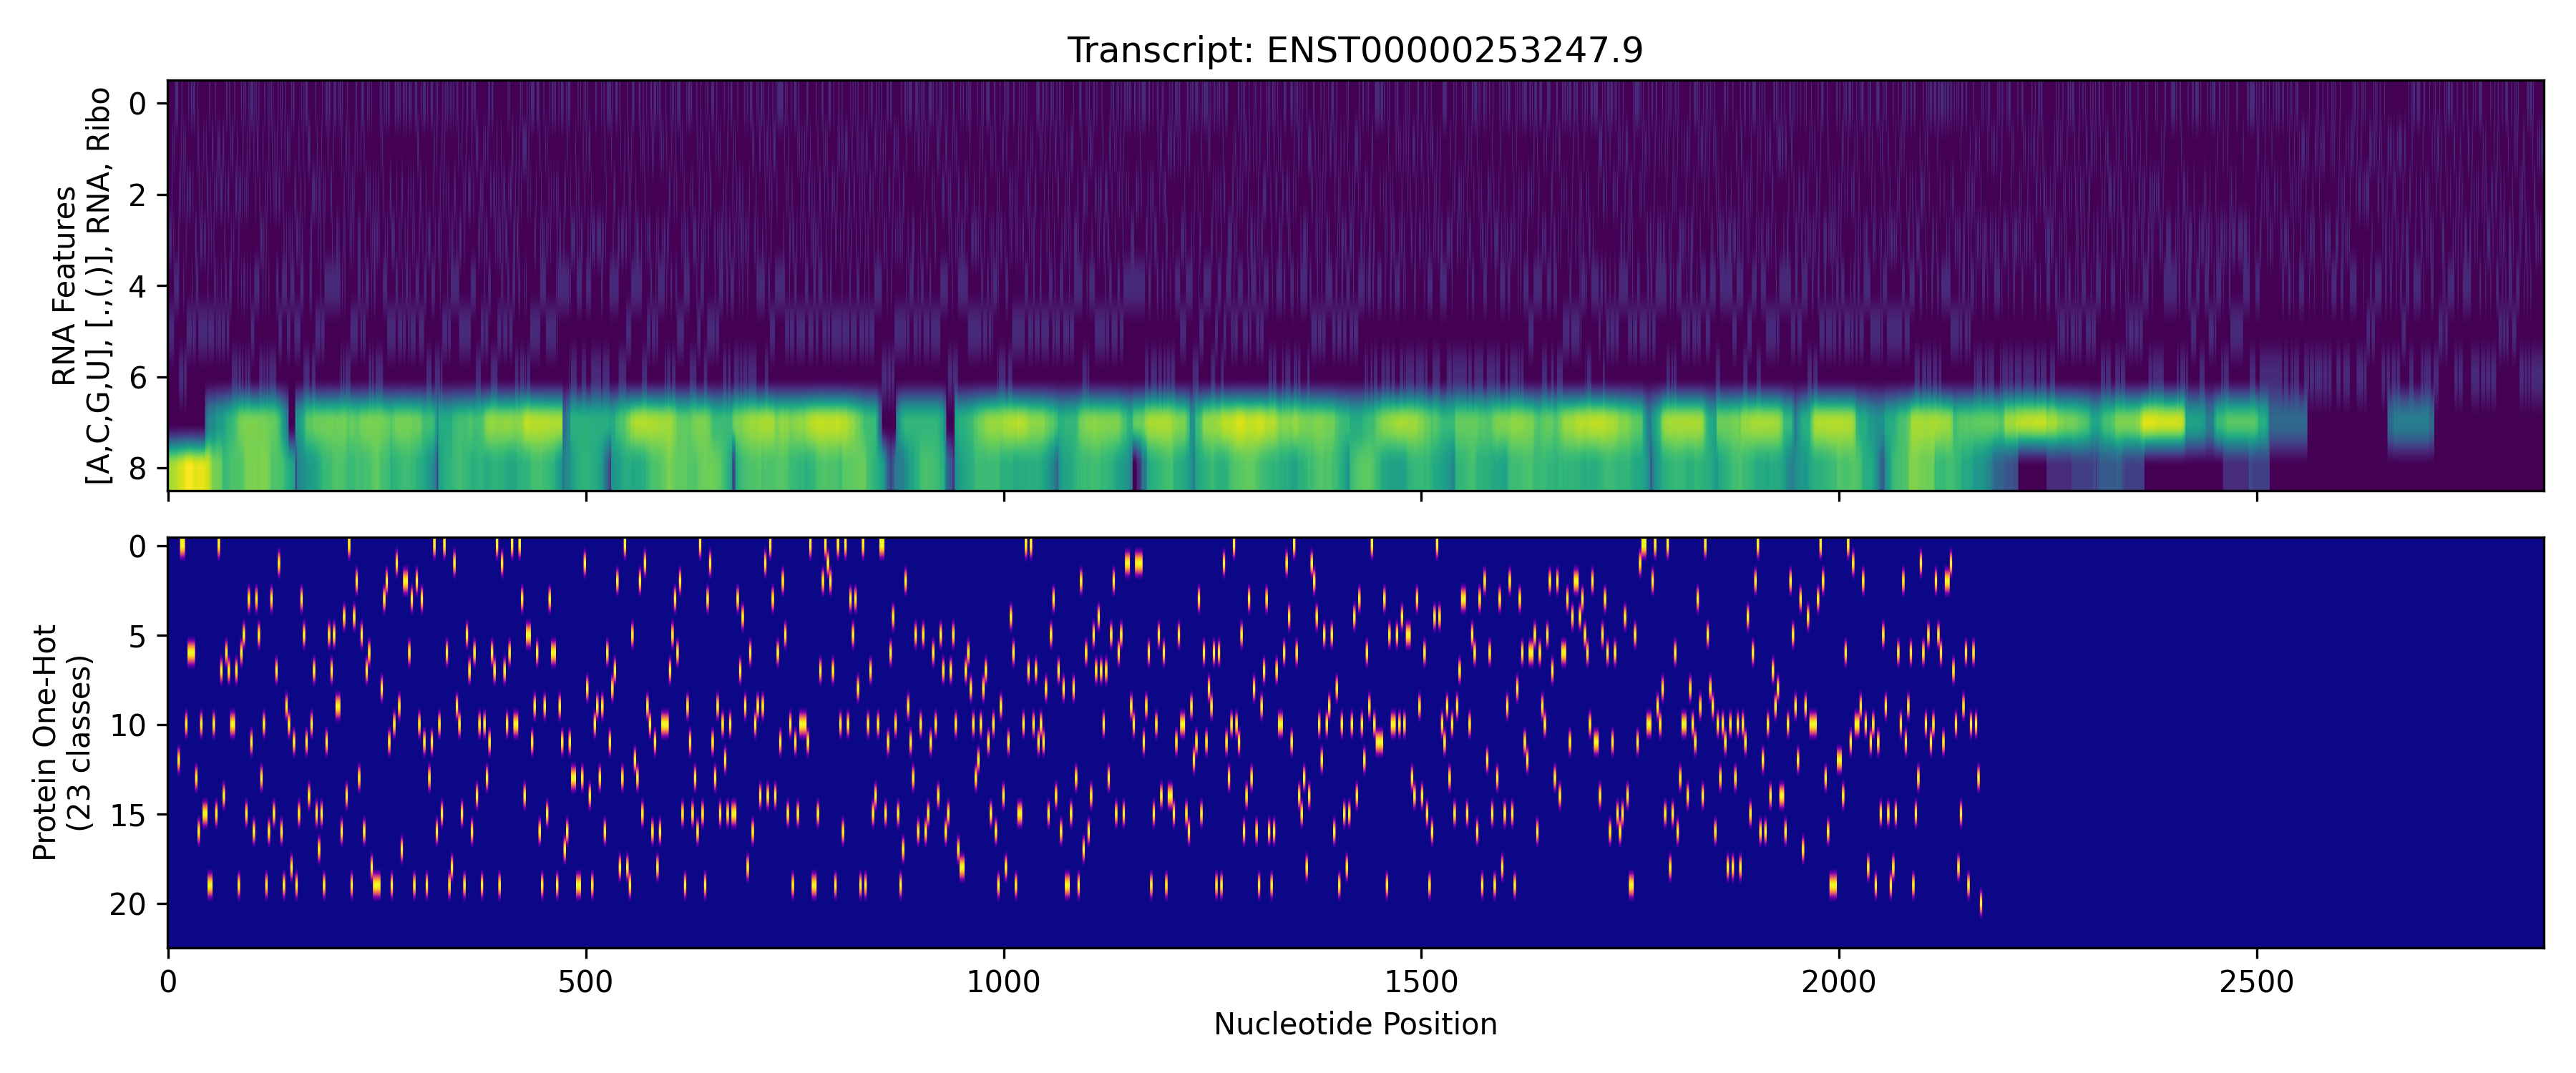 Transcript: ENST00000253247.9
RNA Features
[A,C,G,U], [.,(,)], RNA, Ribo
0
2
4
6
8
Protein One-Hot
(23 classes)
0
5
10
15
20
0
500
1000
1500
2000
2500
Nucleotide Position